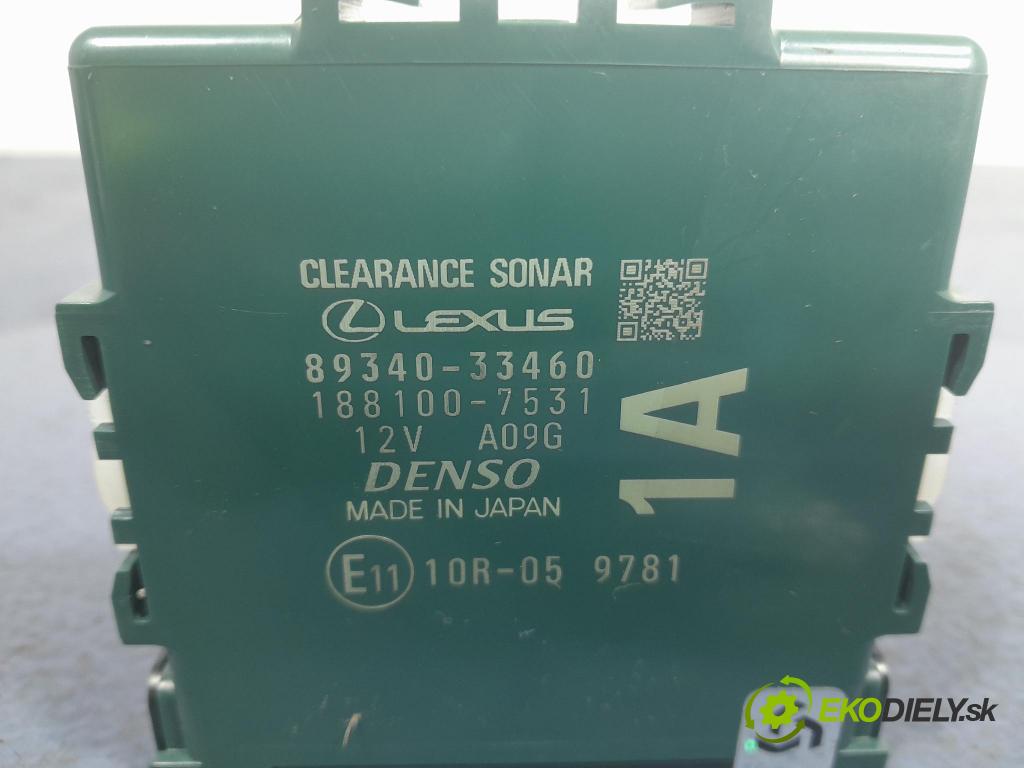 CLEARANCE SONAR
LEXUS
89340-33460
188100-7531
12V A09G
DENSO
MADE IN JAPAN
1A
E11 10R-05 9781
EKODIELY.sk